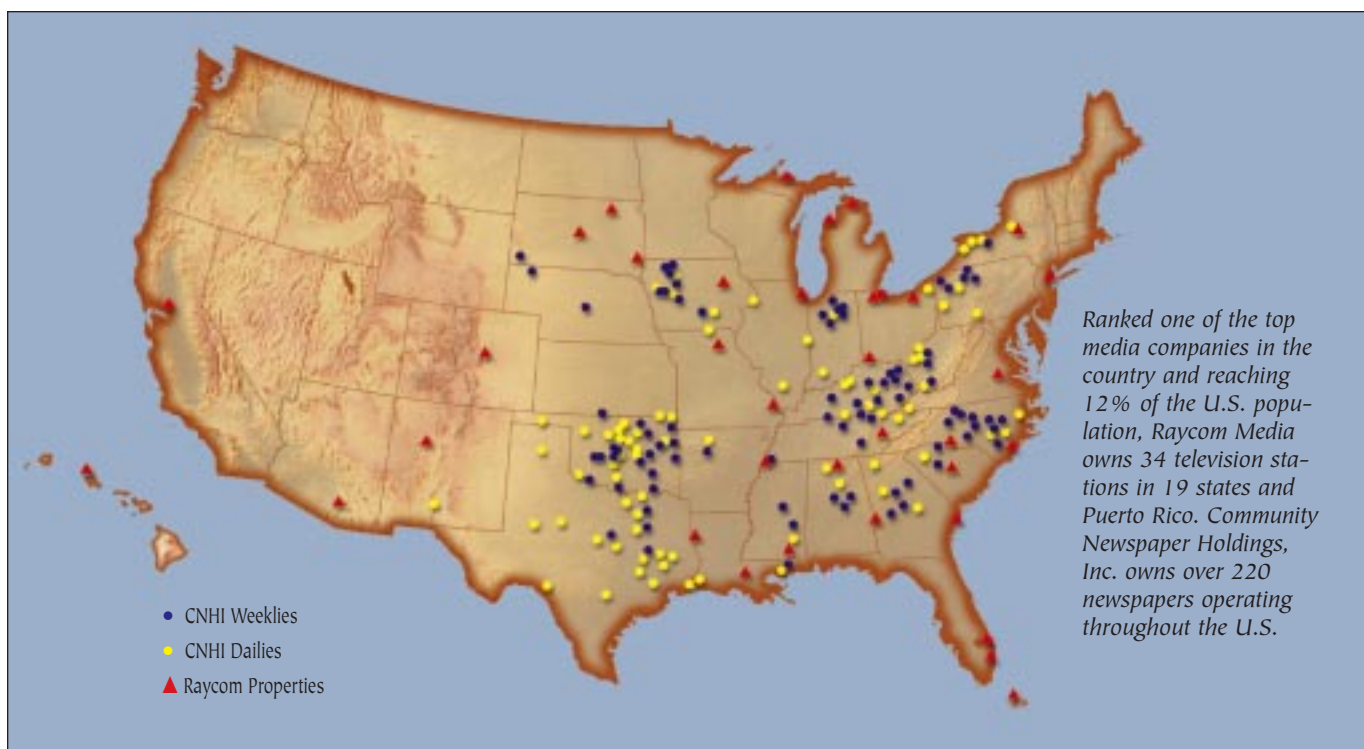 Ranked one of the top
media companies in the
country and reaching
12% of the U.S. popu-
lation, Raycom Media
owns 34 television sta-
tions in 19 states and
Puerto Rico. Community
Newspaper Holdings,
Inc. owns over 220
newspapers operating
throughout the U.S.
CNHI Weeklies
CNHI Dailies
Raycom Properties